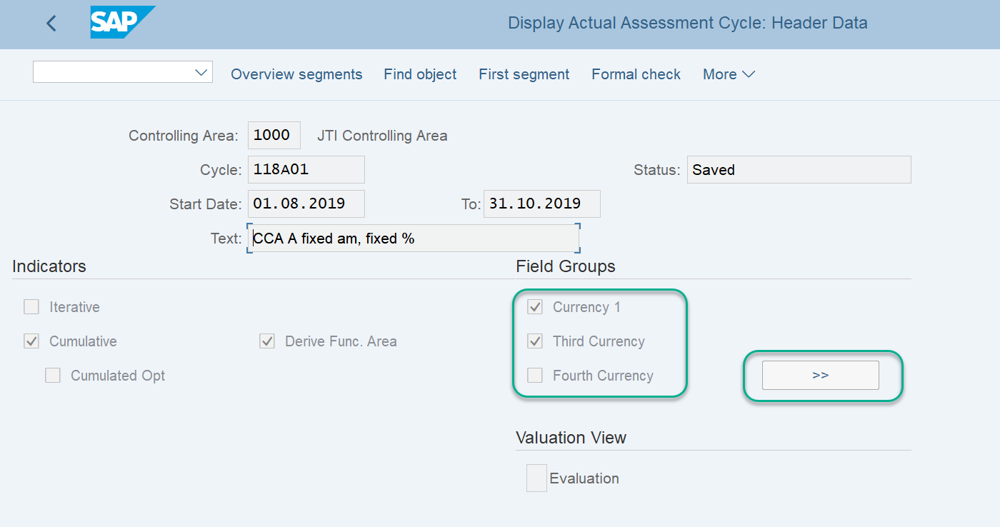 SAP
Display Actual Assessment Cycle: Header Data
Overview segments Find object First segment Formal check More
Controlling Area: 1000 JTI Controlling Area
Cycle: 118A01 Status: Saved
Start Date: 01.08.2019 To: 31.10.2019
Text: CCA A fixed am, fixed %
Indicators Field Groups
Iterative Currency 1
Cumulative Derive Func. Area Third Currency
Cumulated Opt Fourth Currency >>
Valuation View
Evaluation